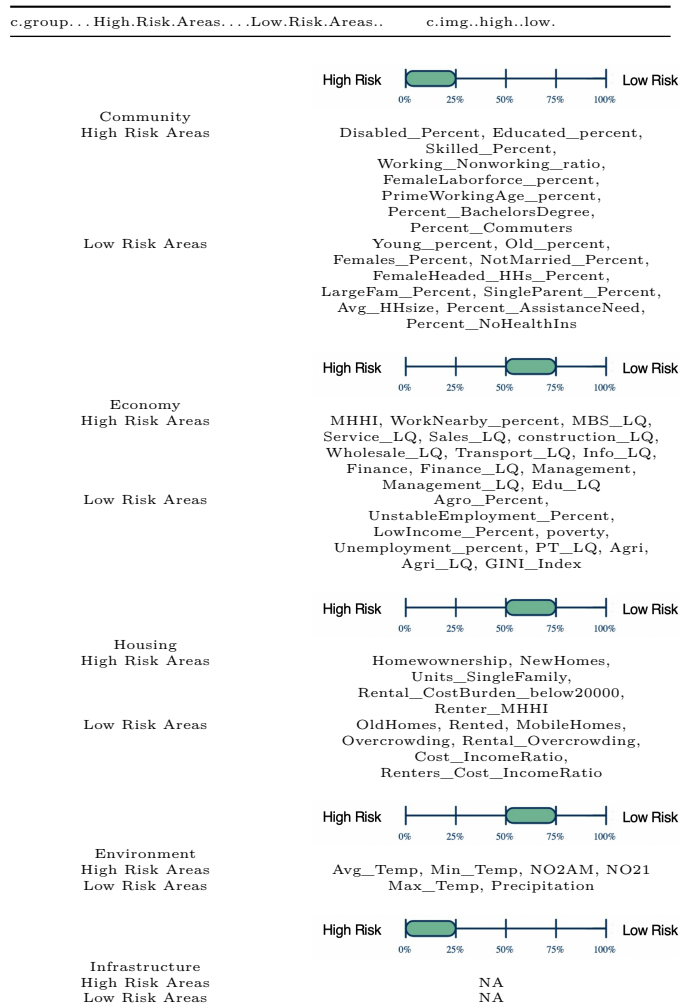 c.group...High.Risk.Areas....Low.Risk.Areas.. c.img..high..low.
High Risk Low Risk
0% 25% 50% 75% 100%
Community
High Risk Areas Disabled_Percent, Educated_percent,
Skilled_Percent,
Working_Nonworking_ratio,
FemaleLaborforce_percent,
PrimeWorkingAge_percent,
Percent_BachelorsDegree,
Percent_Commuters
Low Risk Areas Young_percent, Old_percent,
Females_Percent, NotMarried_Percent,
FemaleHeaded_HHs_Percent,
LargeFam_Percent, SingleParent_Percent,
Avg_HHsize, Percent_AssistanceNeed,
Percent_NoHealthIns
High Risk Low Risk
0% 25% 50% 75% 100%
Economy
High Risk Areas MHHI, WorkNearby_percent, MBS_LQ,
Service_LQ, Sales_LQ, construction_LQ,
Wholesale_LQ, Transport_LQ, Info_LQ,
Finance, Finance_LQ, Management,
Management_LQ, Edu_LQ
Low Risk Areas Agro_Percent,
UnstableEmployment_Percent,
LowIncome_Percent, poverty,
Unemployment_percent, PT_LQ, Agri,
Agri_LQ, GINI_Index
High Risk Low Risk
0% 25% 50% 75% 100%
Housing
High Risk Areas Homewownership, NewHomes,
Units_SingleFamily,
Rental_CostBurden_below20000,
Renter_MHHI
Low Risk Areas OldHomes, Rented, MobileHomes,
Overcrowding, Rental_Overcrowding,
Cost_IncomeRatio,
Renters_Cost_IncomeRatio
High Risk Low Risk
0% 25% 50% 75% 100%
Environment
High Risk Areas Avg_Temp, Min_Temp, NO2AM, NO21
Low Risk Areas Max_Temp, Precipitation
High Risk Low Risk
0% 25% 50% 75% 100%
Infrastructure
High Risk Areas NA
Low Risk Areas NA